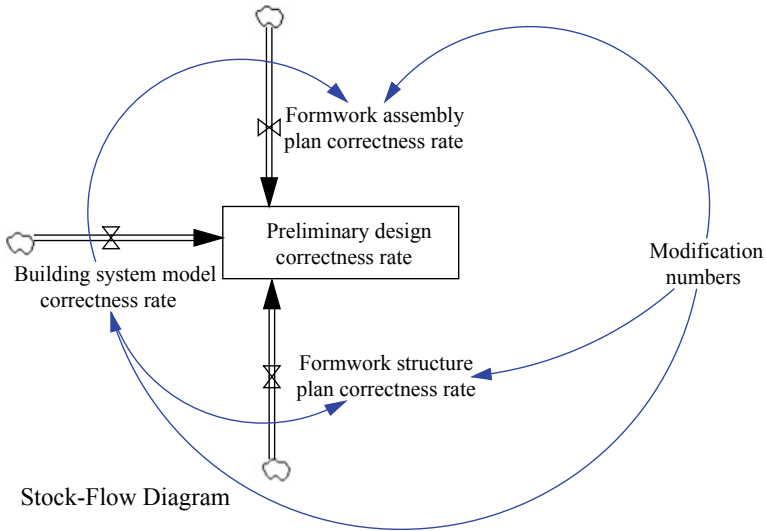 Formwork assembly
plan correctness rate
Preliminary design
correctness rate
Building system model
correctness rate
Modification
numbers
Formwork structure
plan correctness rate
Stock-Flow Diagram